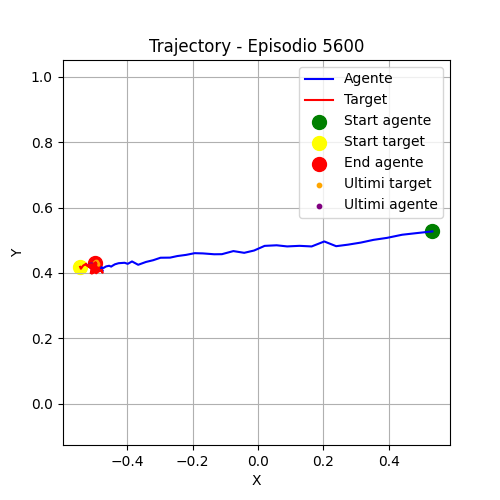 Trajectory - Episodio 5600
Agente
Target
Start agente
Start target
End agente
Ultimi target
Ultimi agente
1.0
0.8
0.6
0.4
0.2
0.0
Y
−0.4
−0.2
0.0
0.2
0.4
X